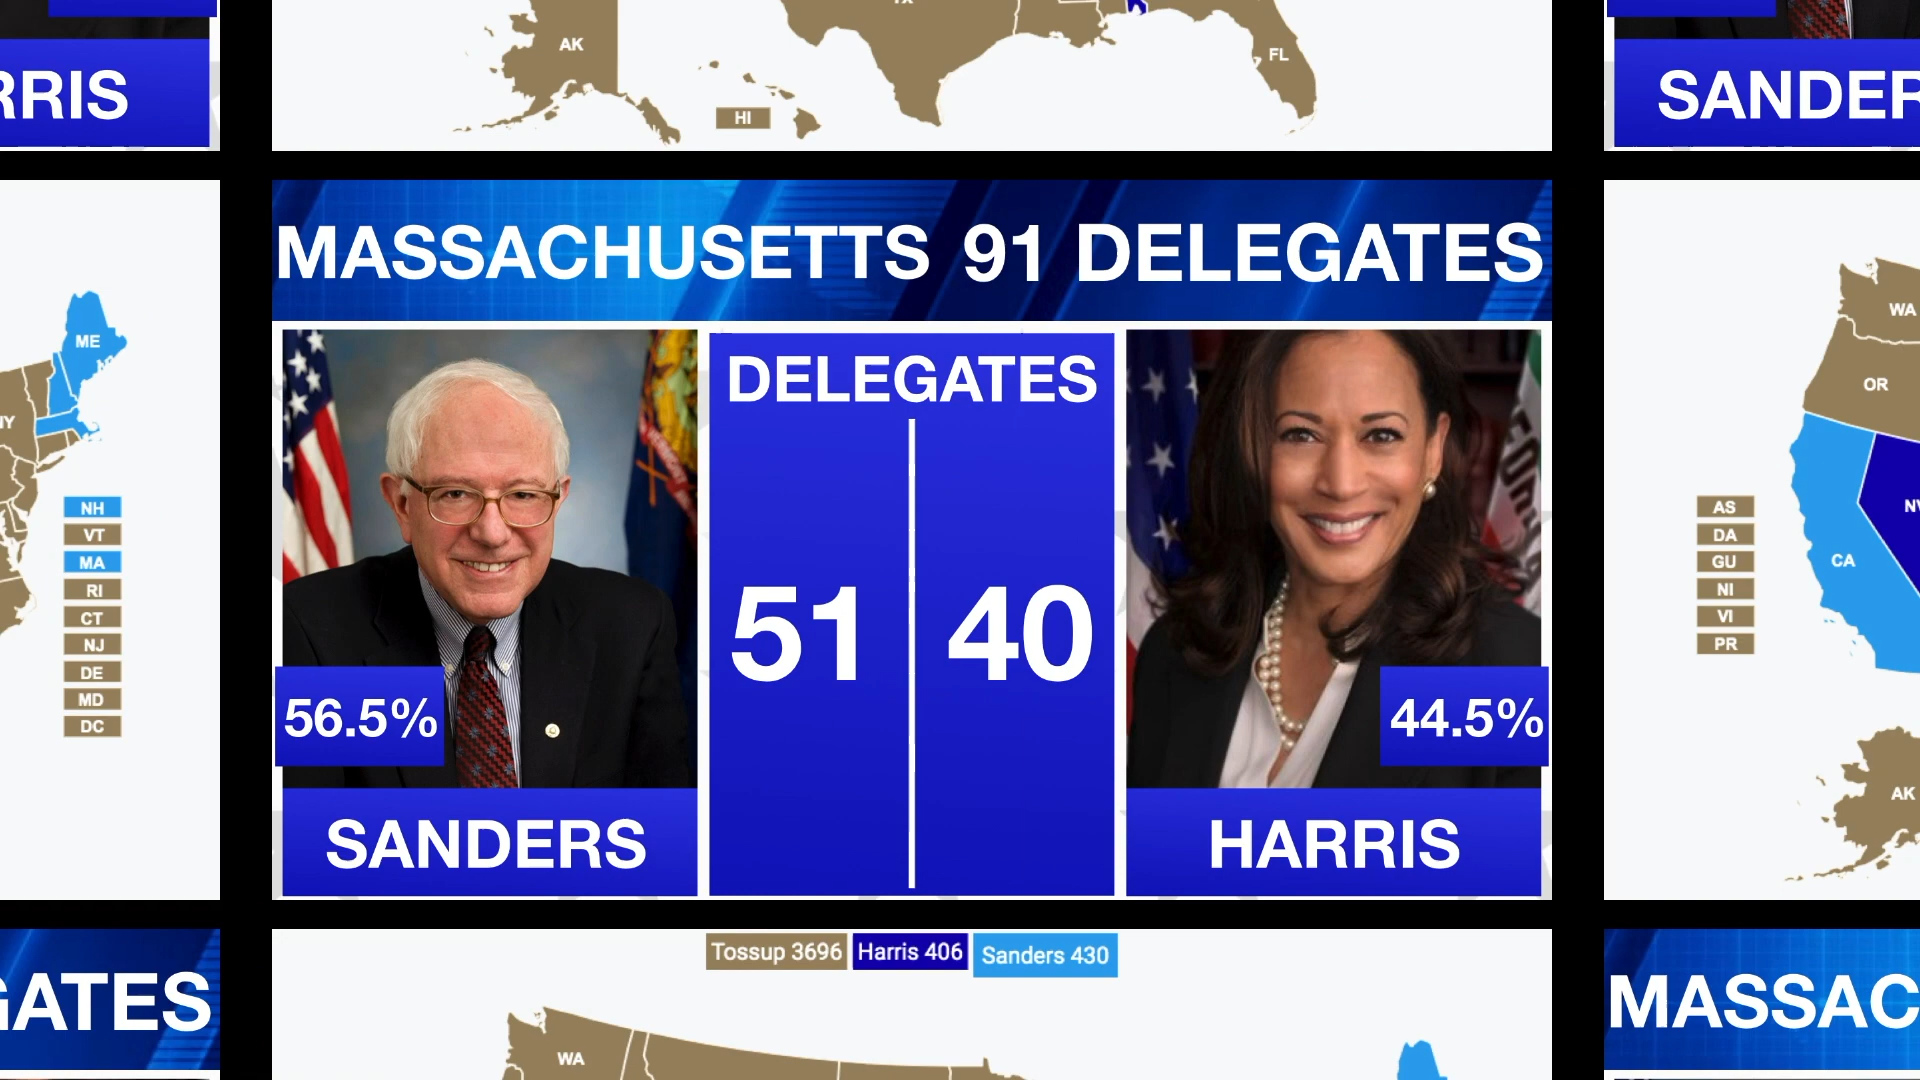 TX
AK
FL
HI
RRIS
SANDER
MASSACHUSETTS 91 DELEGATES
DELEGATES
51 40
56.5%
44.5%
SANDERS
HARRIS
ME
NY
NH
VT
MA
RI
CT
NJ
DE
MD
DC
WA
OR
NV
CA
AS
DA
GU
NI
VI
PR
AK
GATES
Tossup 3696 Harris 406 Sanders 430
WA
MASSAC